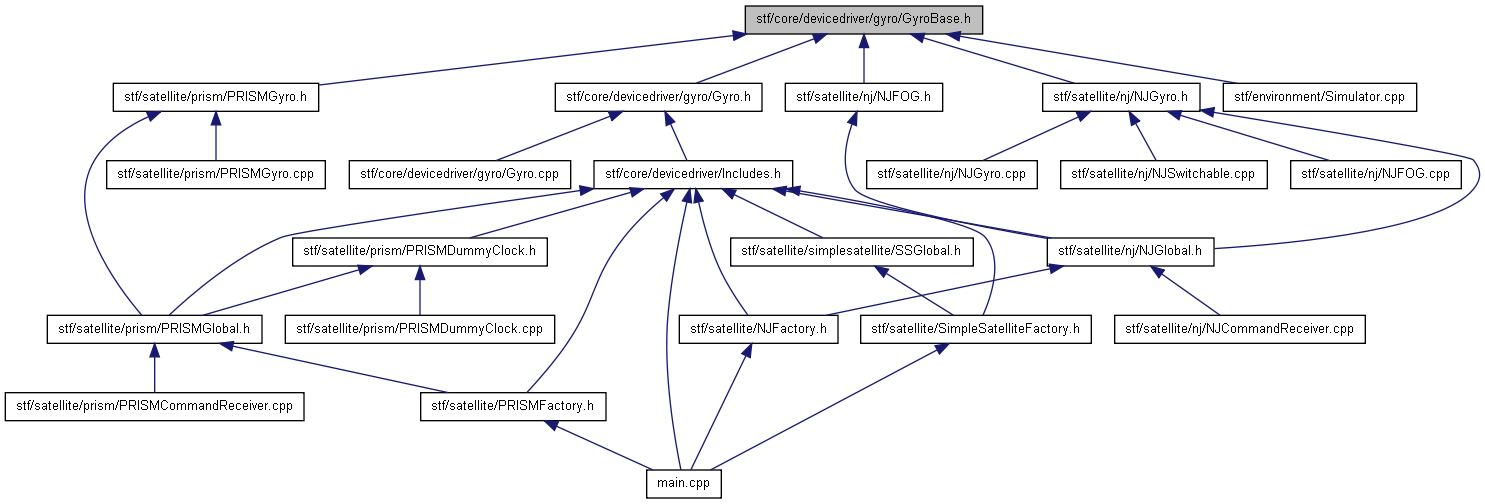 stf/core/devicedriver/gyro/GyroBase.h
stf/satellite/prism/PRISMGyro.h
stf/core/devicedriver/gyro/Gyro.h
stf/satellite/nj/NJFOG.h
stf/satellite/nj/NJGyro.h
stf/environment/Simulator.cpp
stf/satellite/prism/PRISMGyro.cpp
stf/core/devicedriver/gyro/Gyro.cpp
stf/core/devicedriver/Includes.h
stf/satellite/nj/NJGyro.cpp
stf/satellite/nj/NJSwitchable.cpp
stf/satellite/nj/NJFOG.cpp
stf/satellite/prism/PRISMDummyClock.h
stf/satellite/simplesatellite/SSGlobal.h
stf/satellite/nj/NJGlobal.h
stf/satellite/prism/PRISMGlobal.h
stf/satellite/prism/PRISMDummyClock.cpp
stf/satellite/NJFactory.h
stf/satellite/SimpleSatelliteFactory.h
stf/satellite/nj/NJCommandReceiver.cpp
stf/satellite/prism/PRISMCommandReceiver.cpp
stf/satellite/PRISMFactory.h
main.cpp